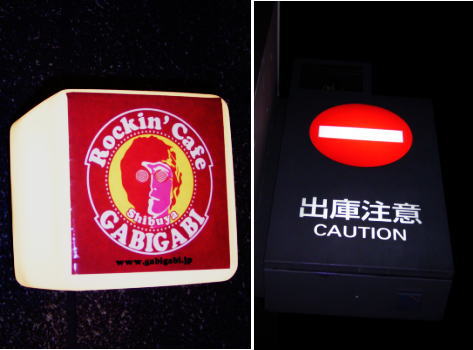 Rockin' Cafe
Shibuya
GABIGABI
www.gabigabi.jp
出庫注意
CAUTION